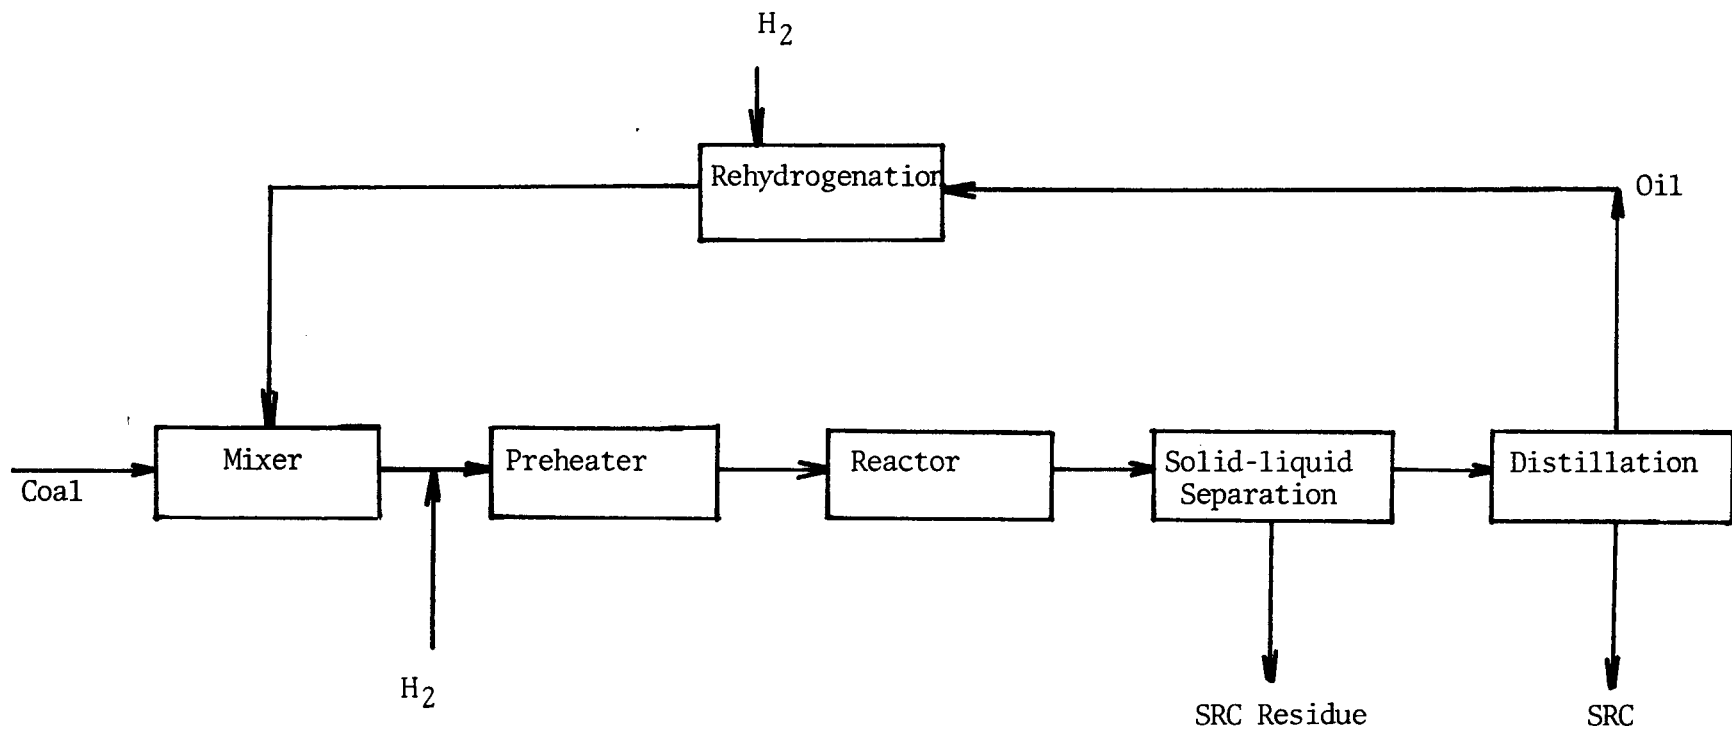 H2
Rehydrogenation
Oil
Mixer
Preheater
Reactor
Solid-liquid
Separation
Distillation
Coal
H2
SRC Residue
SRC